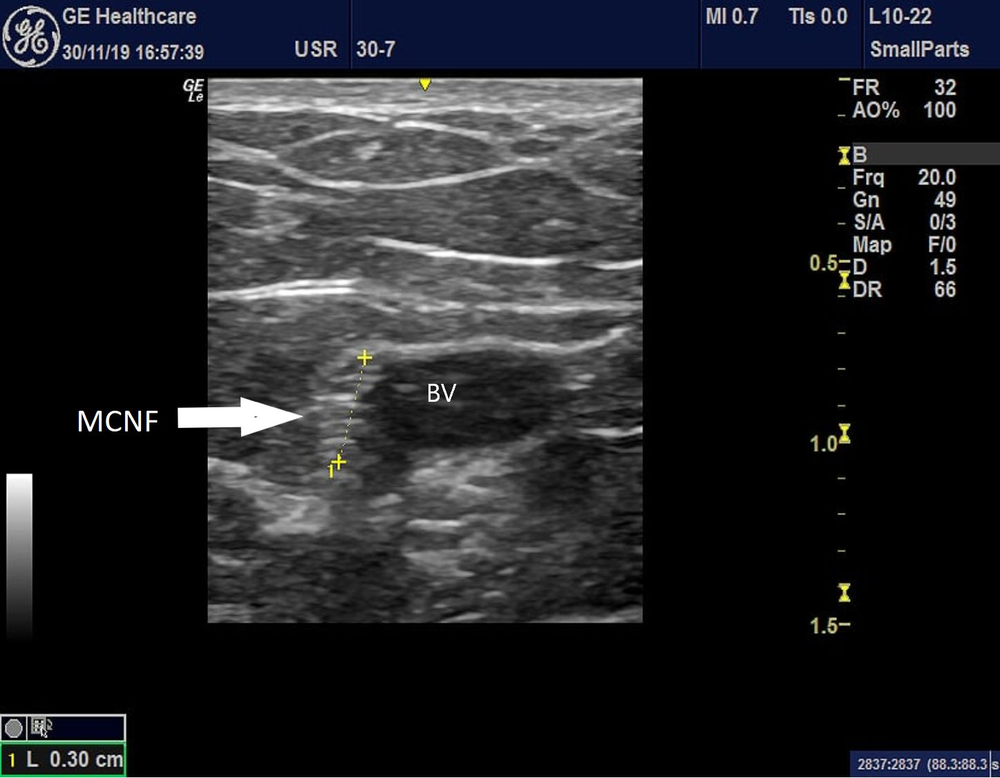 GE Healthcare
30/11/19 16:57:39
USR
30-7
MI 0.7 TIs 0.0
L10-22
SmallParts
GE
Le
FR 32
AO% 100
B
Frq 20.0
Gn 49
S/A 0/3
Map F/0
D 1.5
DR 66
0.5
1.0
1.5
BV
MCNF
1
1 L 0.30 cm
2837:2837 (88.3:88.3 s